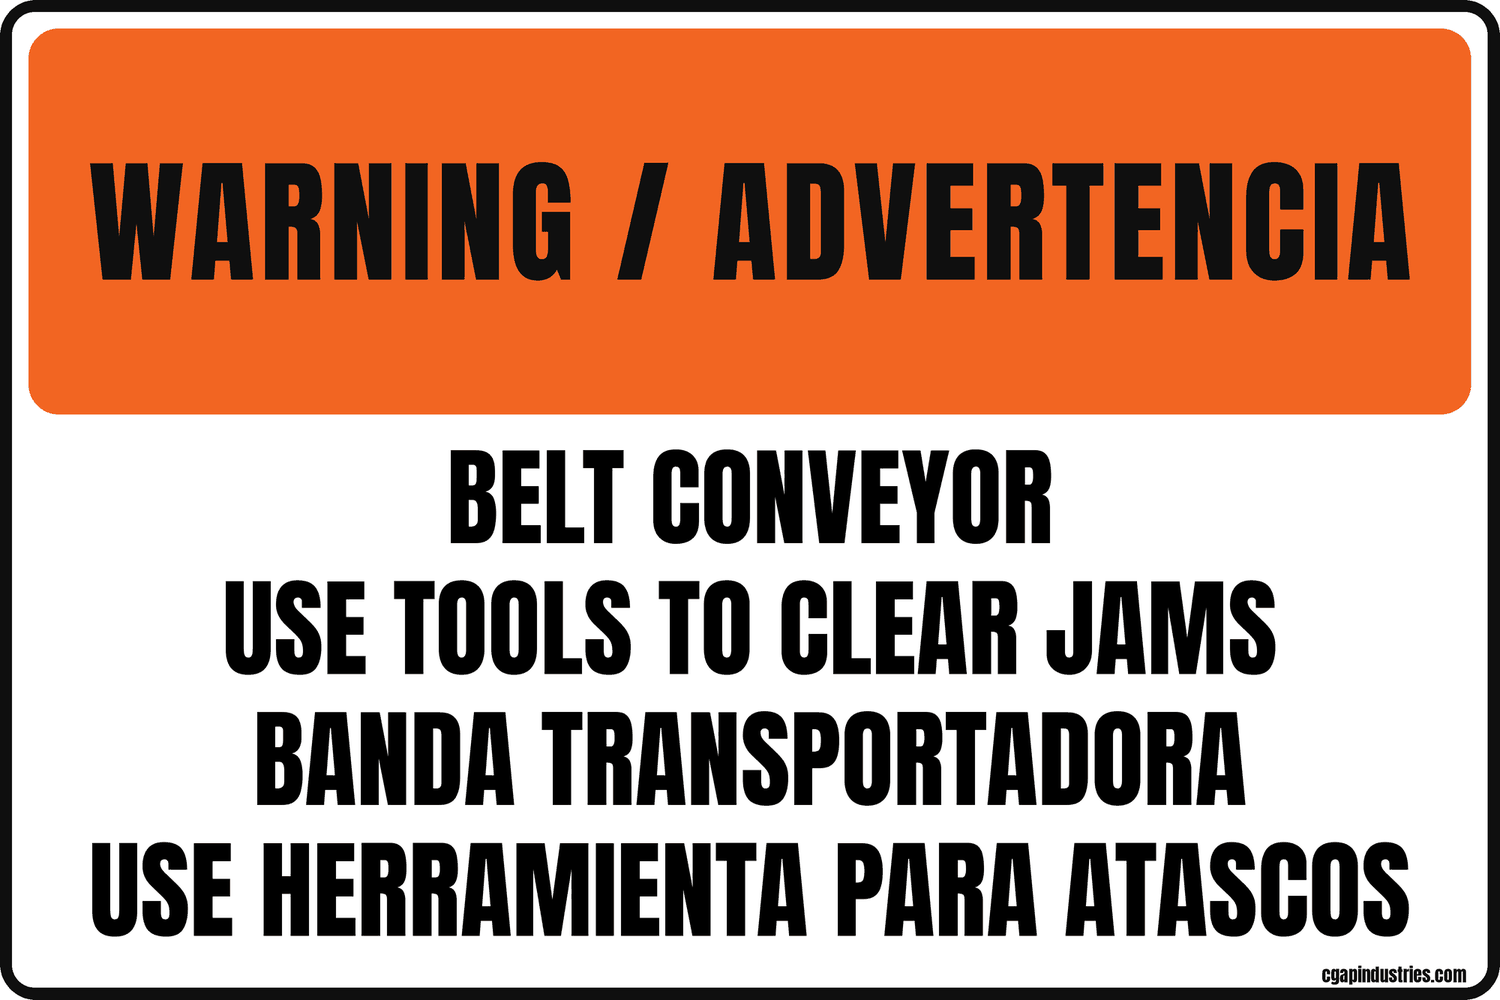 WARNING / ADVERTENCIA
BELT CONVEYOR
USE TOOLS TO CLEAR JAMS
BANDA TRANSPORTADORA
USE HERRAMIENTA PARA ATASCOS
cgapindustries.com